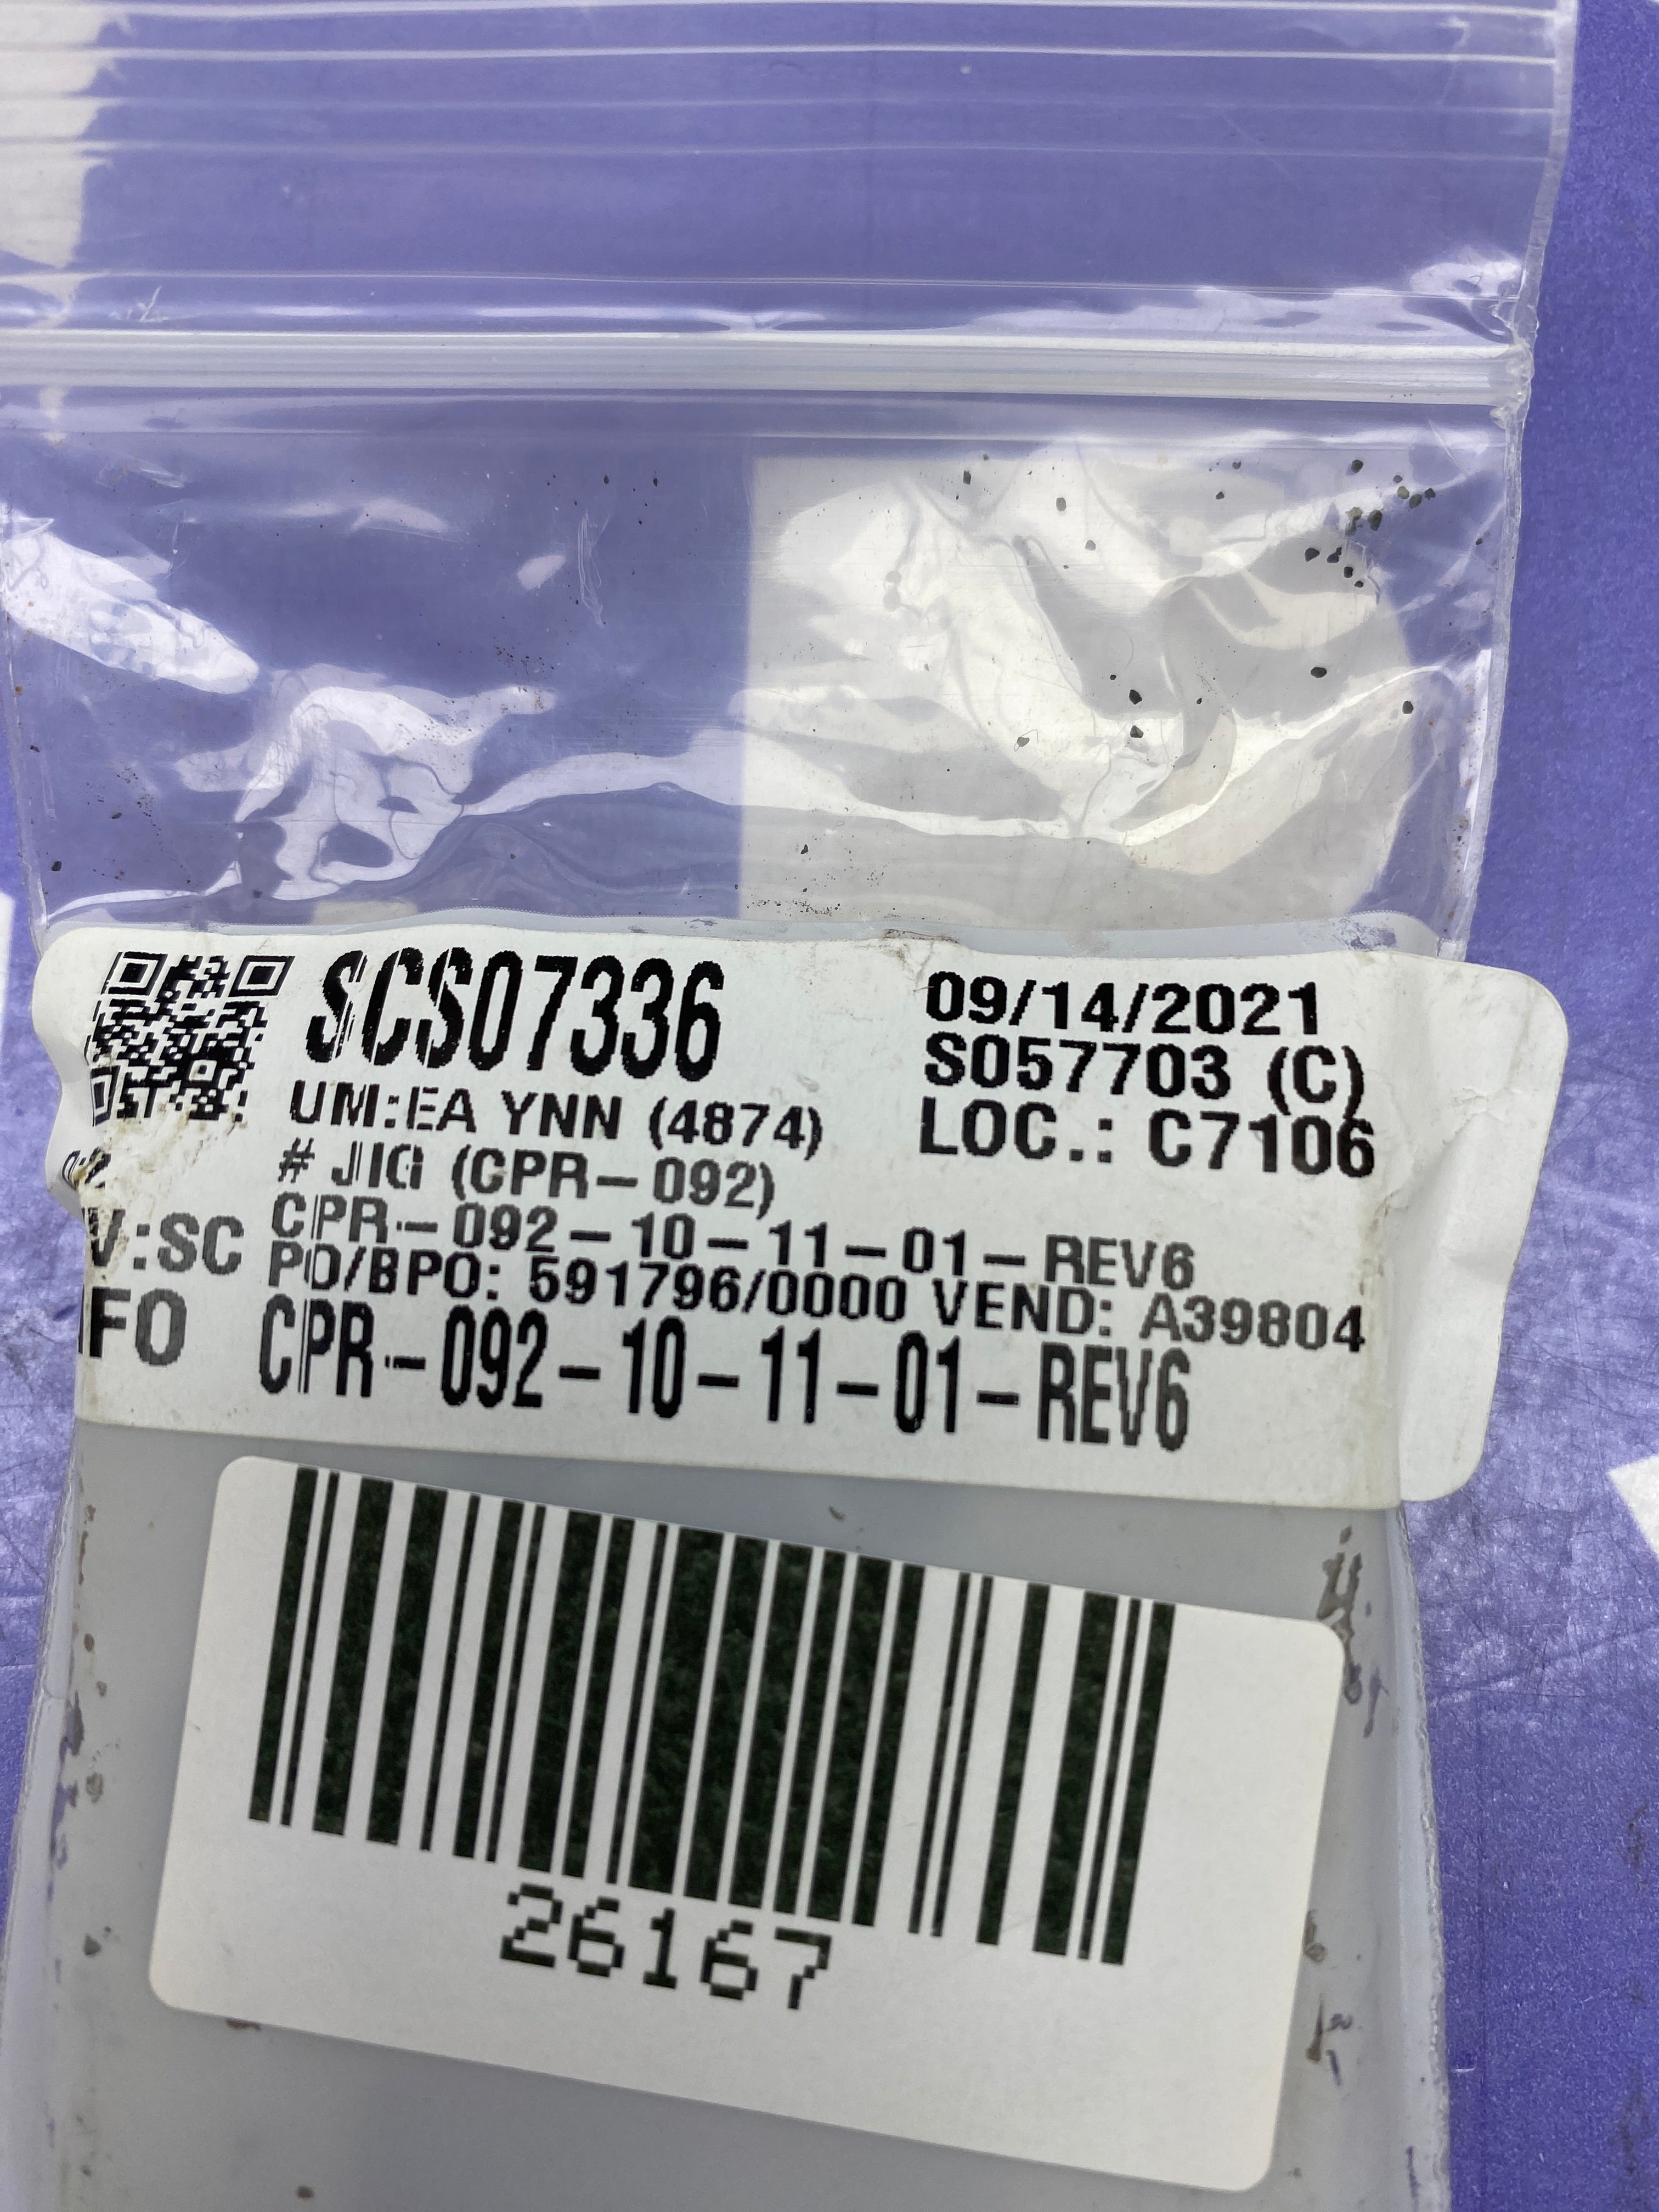 SCS07336
09/14/2021
S057703 (C)
LOC.: C7106
UM:EA YNN (4874)
# JIG (CPR-092)
CPR-092-10-11-01-REV6
PO/BPO: 591796/0000 VEND: A39804
CPR-092-10-11-01-REV6
V:SC
FO
26167